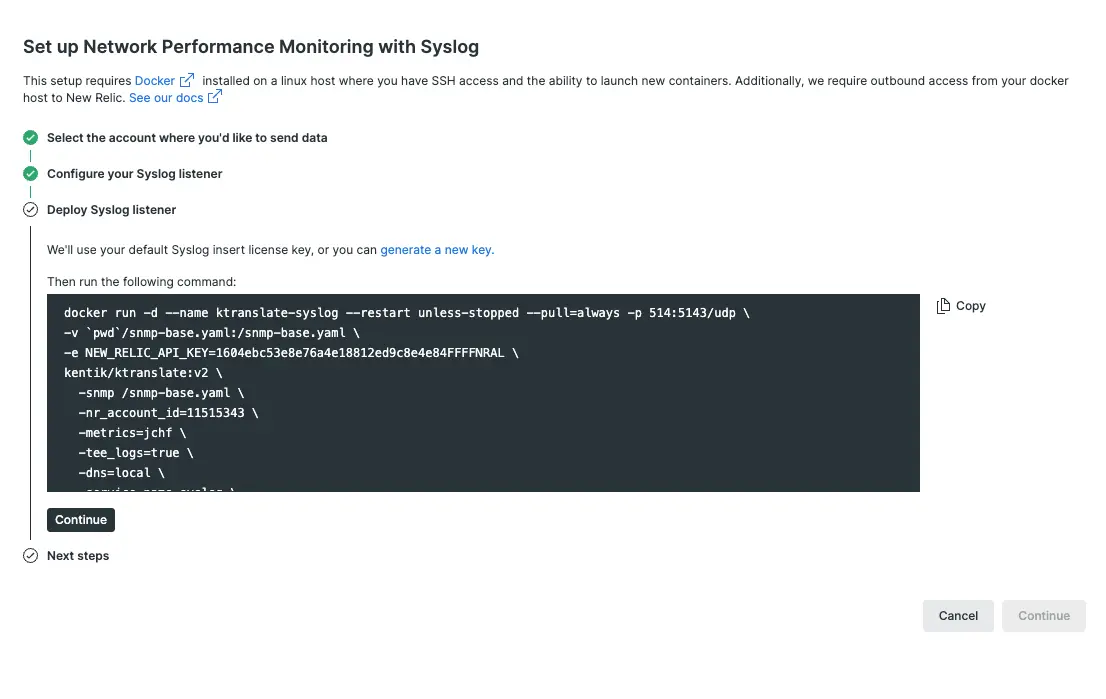 Set up Network Performance Monitoring with Syslog
This setup requires Docker installed on a linux host where you have SSH access and the ability to launch new containers. Additionally, we require outbound access from your docker
host to New Relic. See our docs
Select the account where you'd like to send data
Configure your Syslog listener
Deploy Syslog listener
We'll use your default Syslog insert license key, or you can generate a new key.
Then run the following command:
docker run -d --name ktranslate-syslog --restart unless-stopped --pull=always -p 514:5143/udp \
Copy
-v `pwd`/snmp-base.yaml:/snmp-base.yaml \
-e NEW_RELIC_API_KEY=1604ebc53e8e76a4e18812ed9c8e4e84FFFFNRAL \
kentik/ktranslate:v2 \
-snmp /snmp-base.yaml \
-nr_account_id=11515343 \
-metrics=jchf \
-tee_logs=true \
-dns=local \
Continue
Next steps
Cancel
Continue